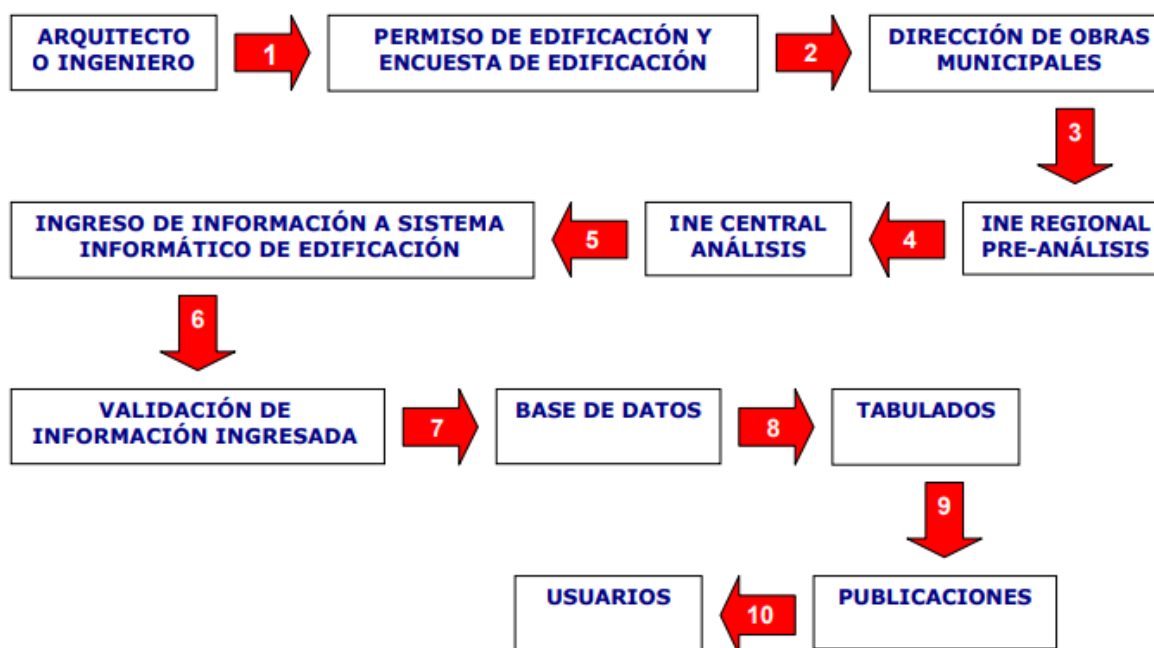 ARQUITECTO
O INGENIERO
1
PERMISO DE EDIFICACIÓN Y
ENCUESTA DE EDIFICACIÓN
2
DIRECCIÓN DE OBRAS
MUNICIPALES
3
INE REGIONAL
PRE-ANÁLISIS
4
INE CENTRAL
ANÁLISIS
5
INGRESO DE INFORMACIÓN A SISTEMA
INFORMÁTICO DE EDIFICACIÓN
6
VALIDACIÓN DE
INFORMACIÓN INGRESADA
7
BASE DE DATOS
8
TABULADOS
9
PUBLICACIONES
10
USUARIOS